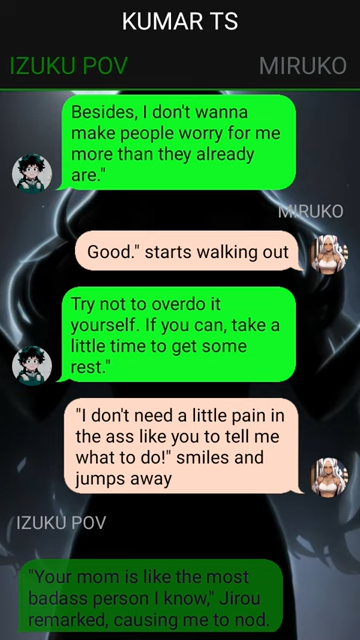 KUMAR TS
IZUKU POV
MIRUKO
Besides, I don't wanna
make people worry for me
more than they already
are."
MIRUKO
Good." starts walking out
Try not to overdo it
yourself. If you can, take a
little time to get some
rest."
"I don't need a little pain in
the ass like you to tell me
what to do!" smiles and
jumps away
IZUKU POV
"Your mom is like the most
badass person I know," Jirou
remarked, causing me to nod.